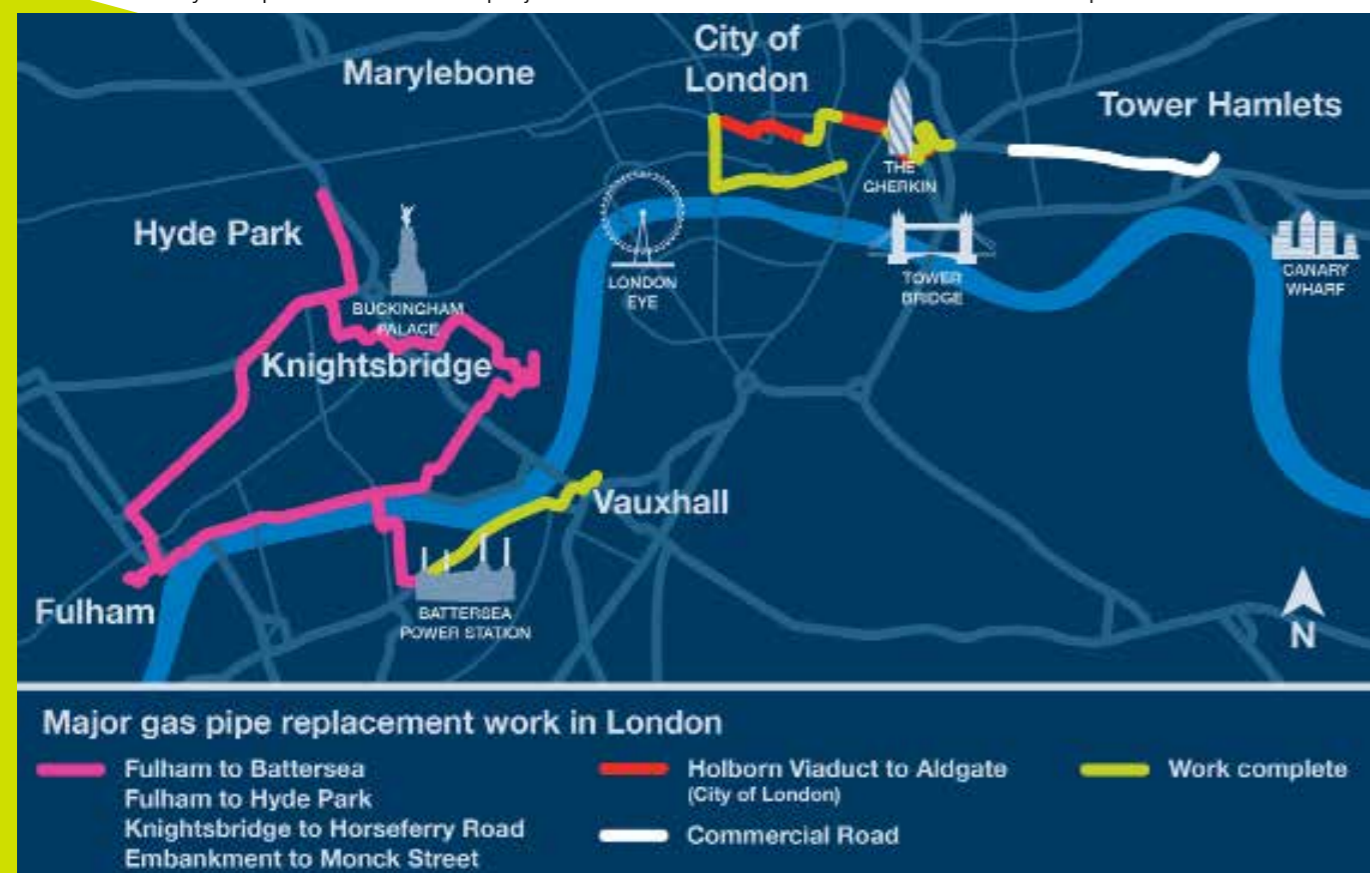 City of
London
Marylebone
Tower Hamlets
THE
GHERKIN
Hyde Park
LONDON
EYE
TOWER
BRIDGE
CANARY
WHARF
BUCKINGHAM
PALACE
Knightsbridge
Vauxhall
Fulham
BATTERSEA
POWER STATION
N
Major gas pipe replacement work in London
Fulham to Battersea
Fulham to Hyde Park
Knightsbridge to Horseferry Road
Embankment to Monck Street
Holborn Viaduct to Aldgate
(City of London)
Commercial Road
Work complete